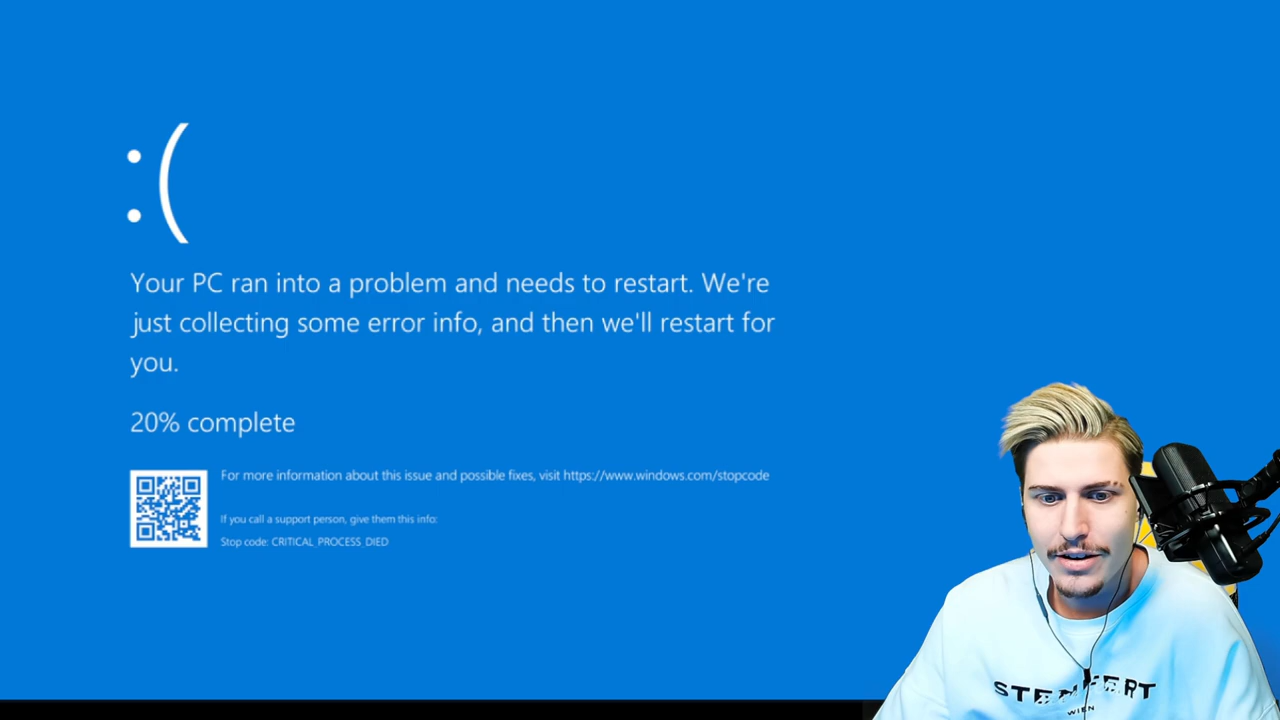 :(
Your PC ran into a problem and needs to restart. We're
just collecting some error info, and then we'll restart for
you.
20% complete
For more information about this issue and possible fixes, visit https://www.windows.com/stopcode
If you call a support person, give them this info:
Stop code: CRITICAL_PROCESS_DIED
WIEN